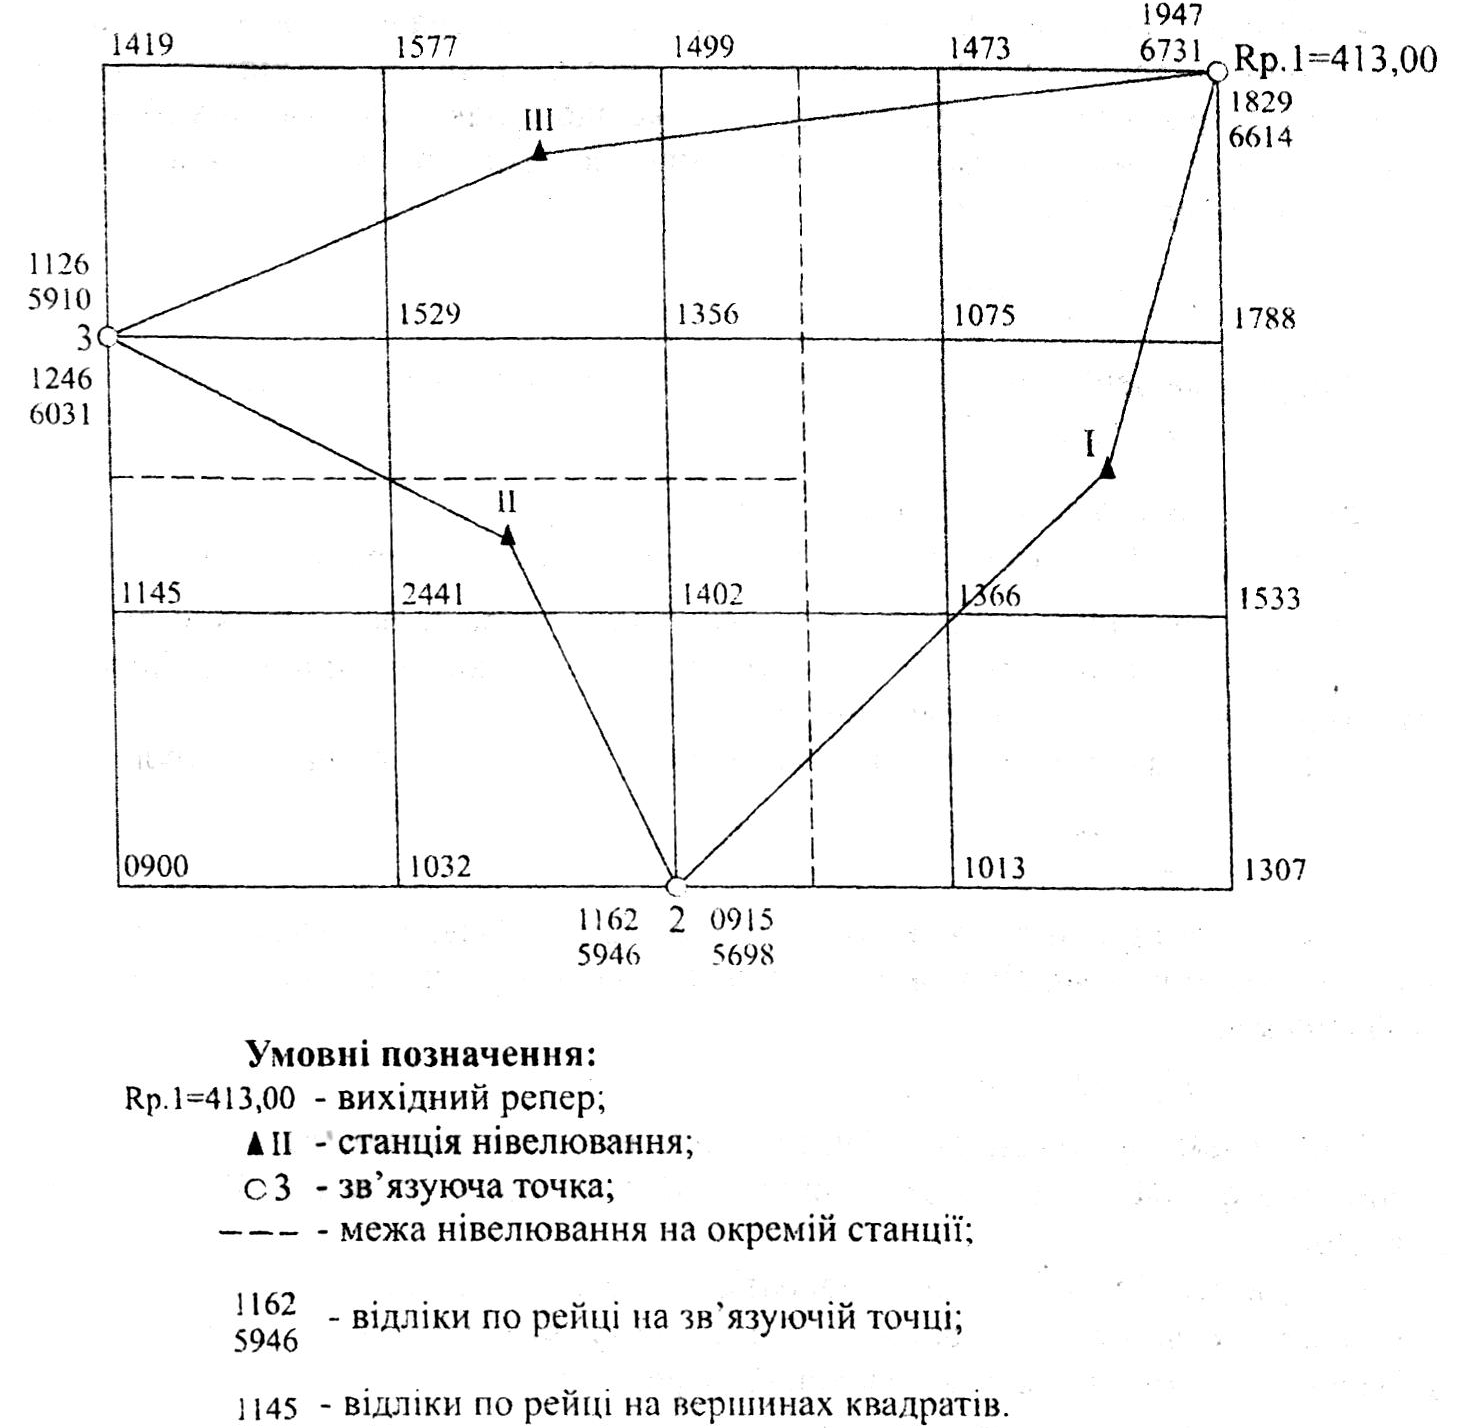 1947
1419 1577 1499 1473 6731 Rp.1=413,00
1829
III
6614
1126
5910
1529 1356 1075 1788
3
1246
6031
I
II
1145 2441 1402 1366 1533
0900 1032 1013 1307
1162 2 0915
5946 5698
Умовні позначення:
Rp.1=413,00 - вихідний репер;
▲II - станція нівелювання;
○3 - зв’язуюча точка;
--- - межа нівелювання на окремій станції;
1162
5946 - відліки по рейці на зв’язуючій точці;
1145 - відліки по рейці на вершинах квадратів.